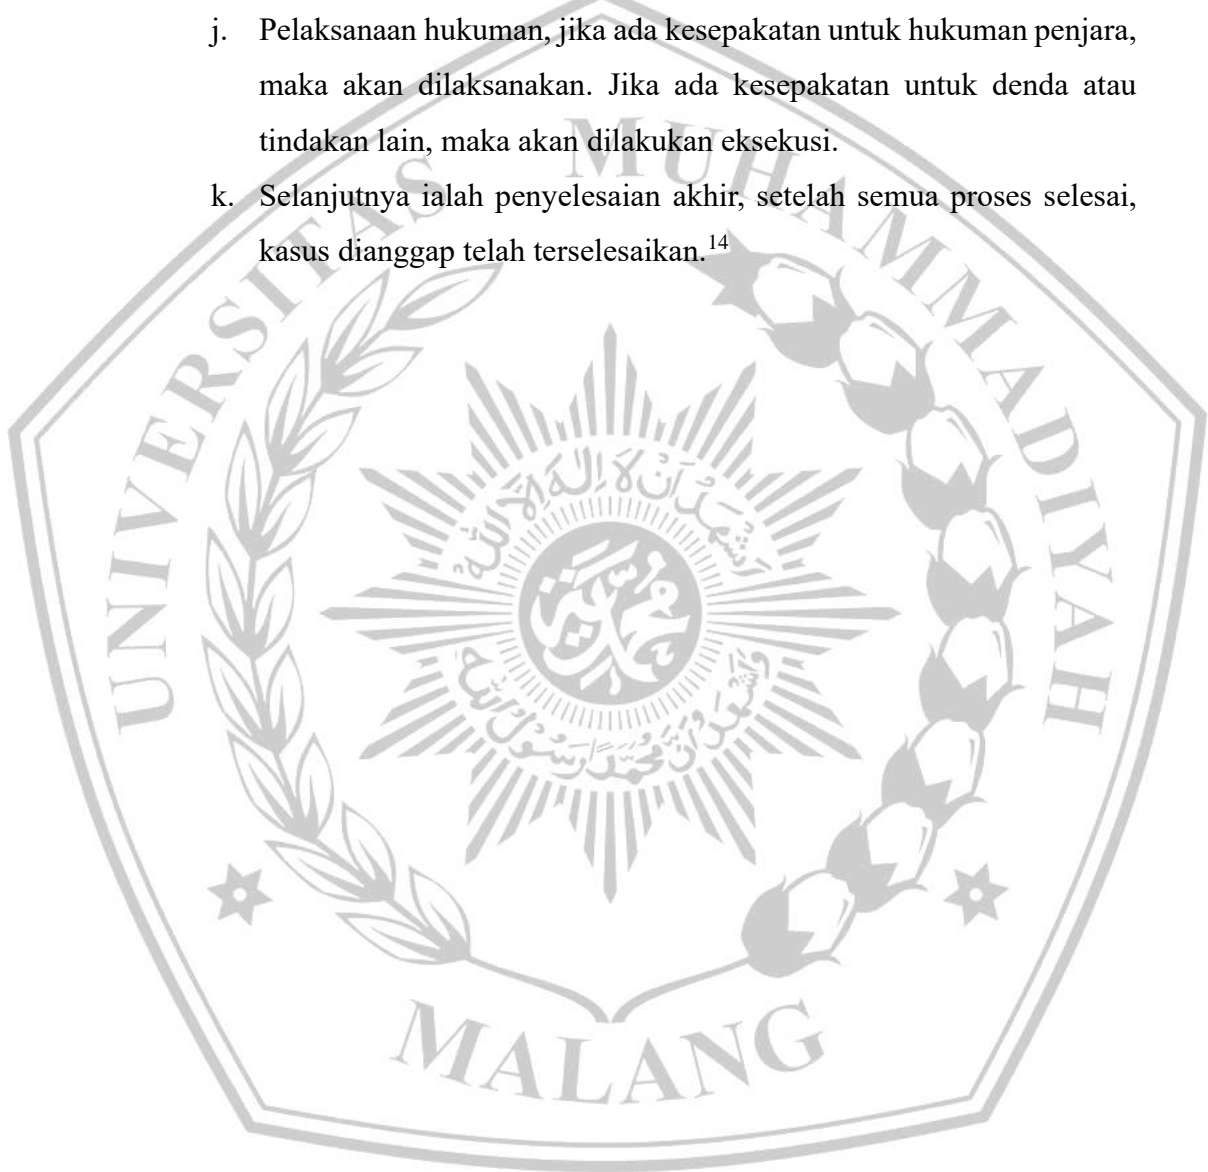 j. Pelaksanaan hukuman, jika ada kesepakatan untuk hukuman penjara,
maka akan dilaksanakan. Jika ada kesepakatan untuk denda atau
tindakan lain, maka akan dilakukan eksekusi.
k. Selanjutnya ialah penyelesaian akhir, setelah semua proses selesai,
kasus dianggap telah terselesaikan.14
UNIVERSITAS MUHAMMADIYAH
MALANG